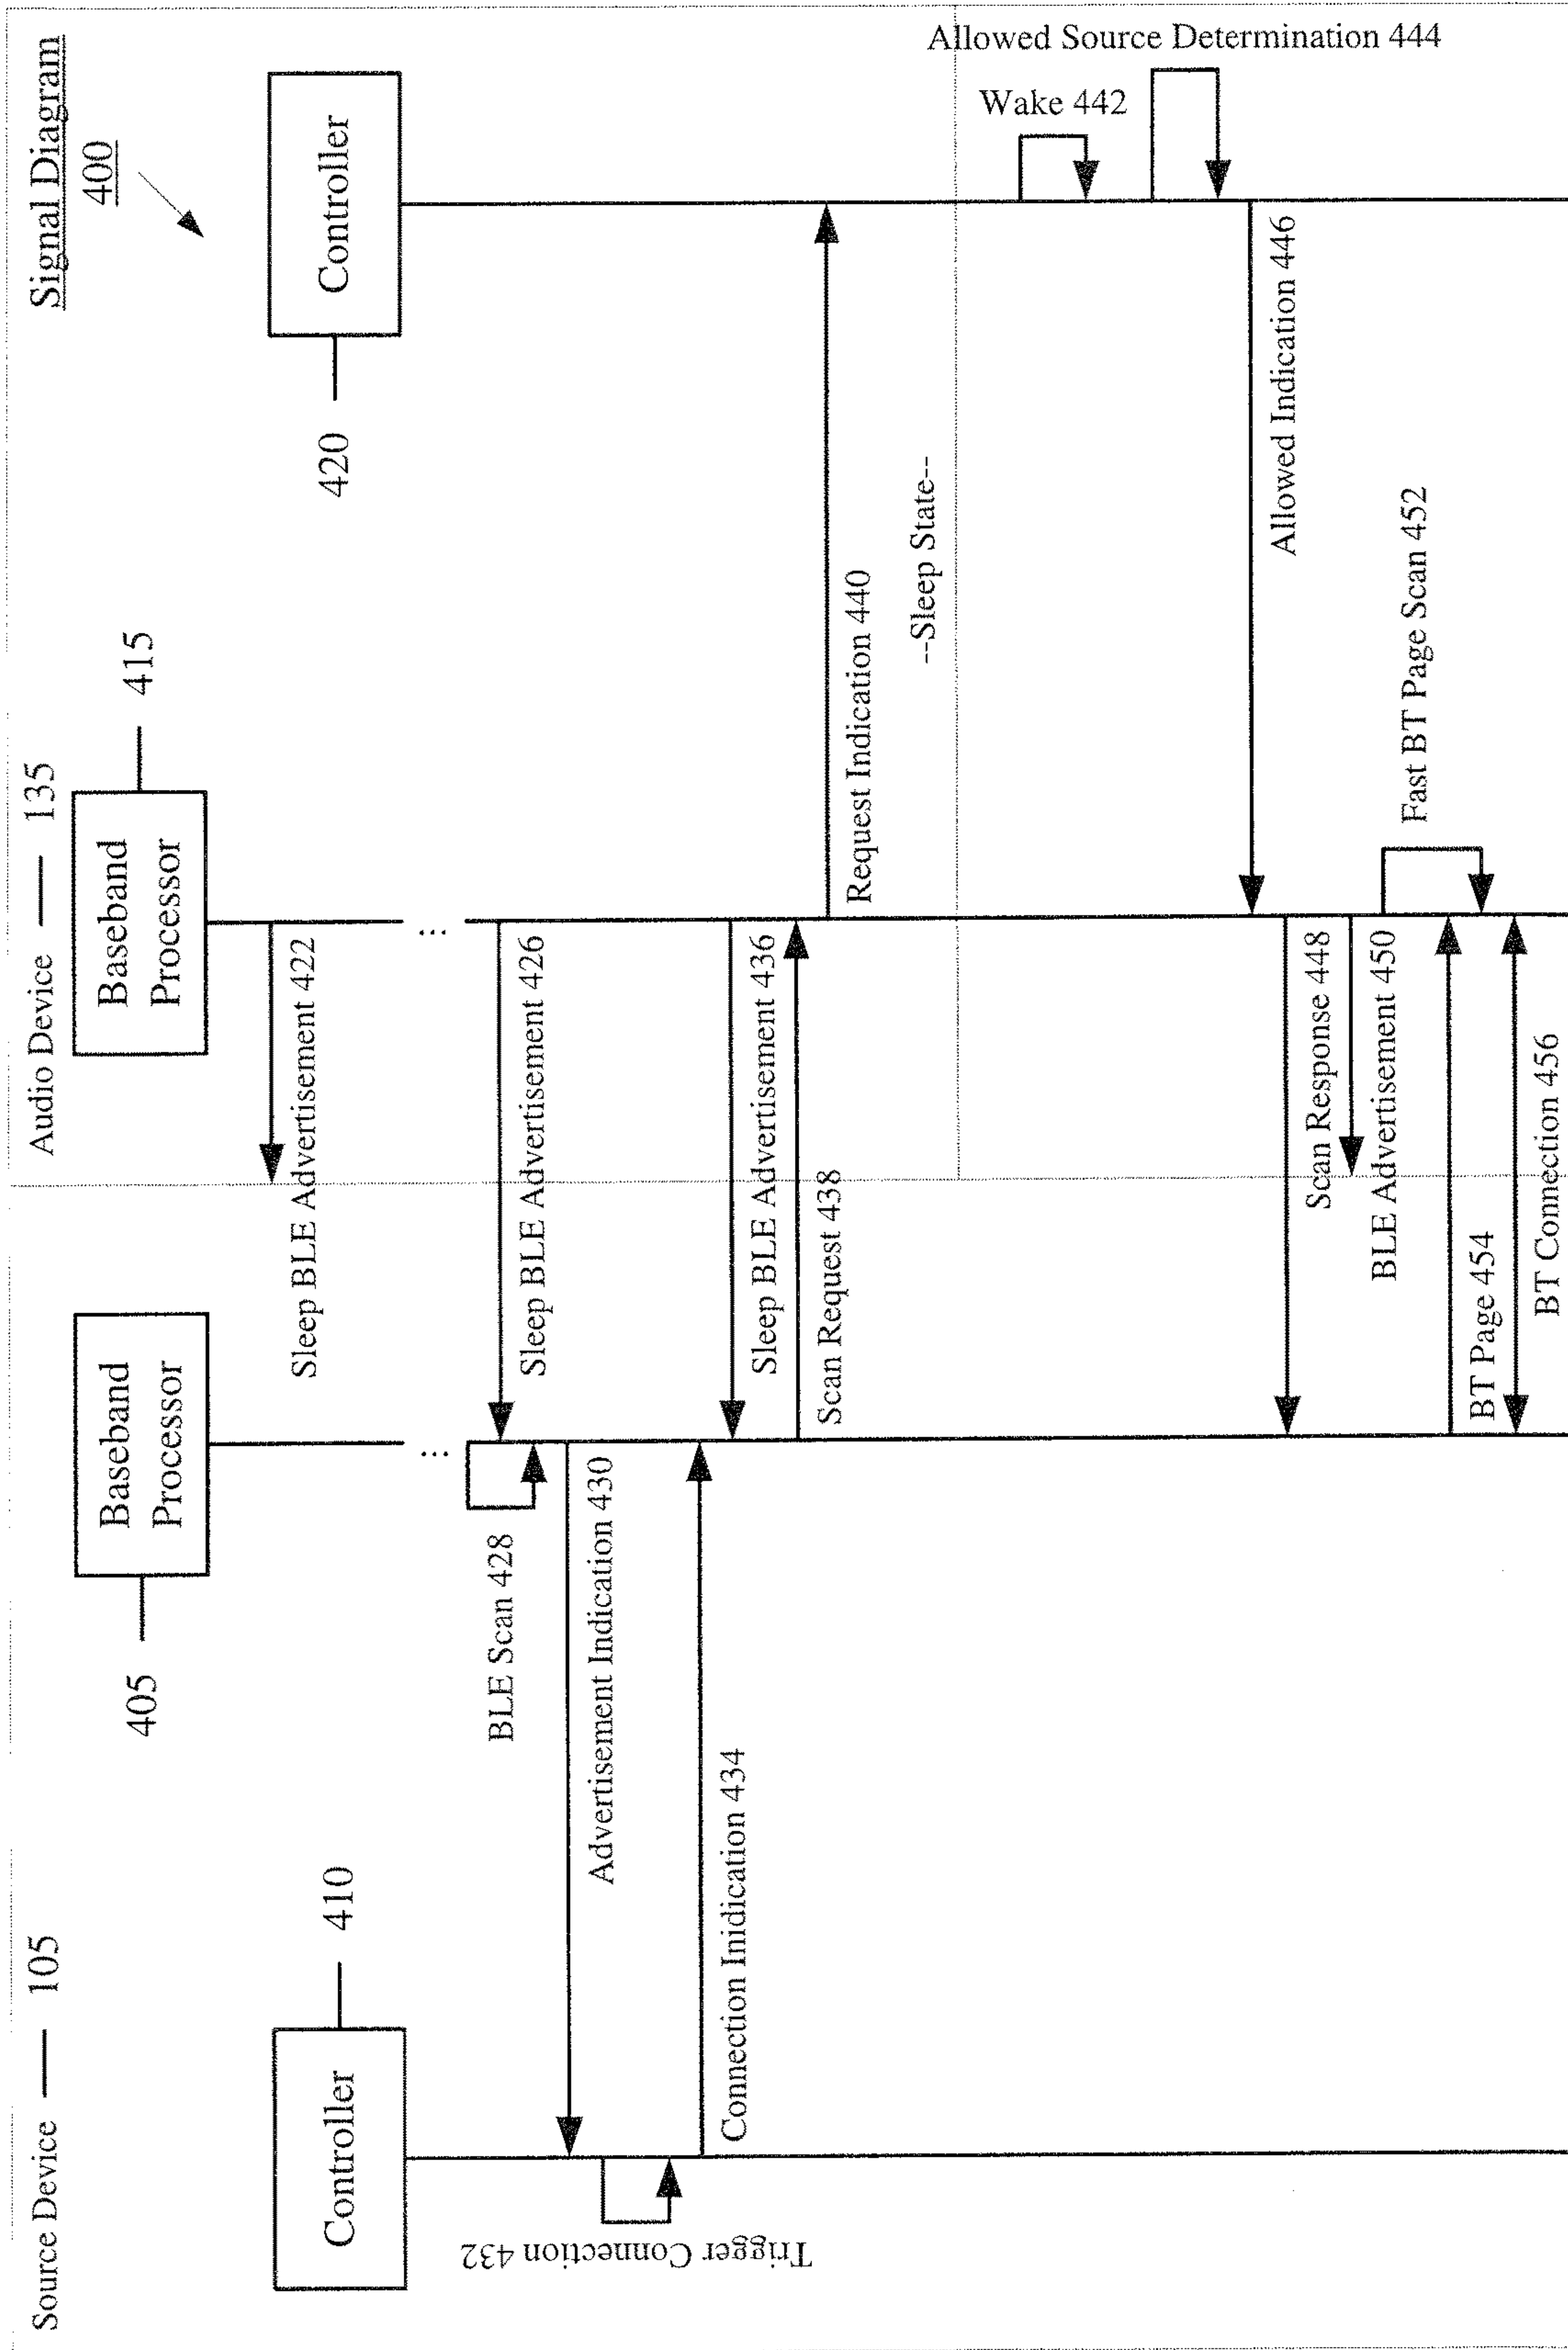 Signal Diagram
400
Source Device
105
Audio Device
135
Controller
410
Baseband
Processor
405
Baseband
Processor
415
Controller
420
Sleep BLE Advertisement 422
...
...
Sleep BLE Advertisement 426
BLE Scan 428
Advertisement Indication 430
Trigger Connection 432
Connection Inidication 434
Sleep BLE Advertisement 436
Scan Request 438
Request Indication 440
--Sleep State--
Wake 442
Allowed Source Determination 444
Allowed Indication 446
Scan Response 448
BLE Advertisement 450
Fast BT Page Scan 452
BT Page 454
BT Connection 456